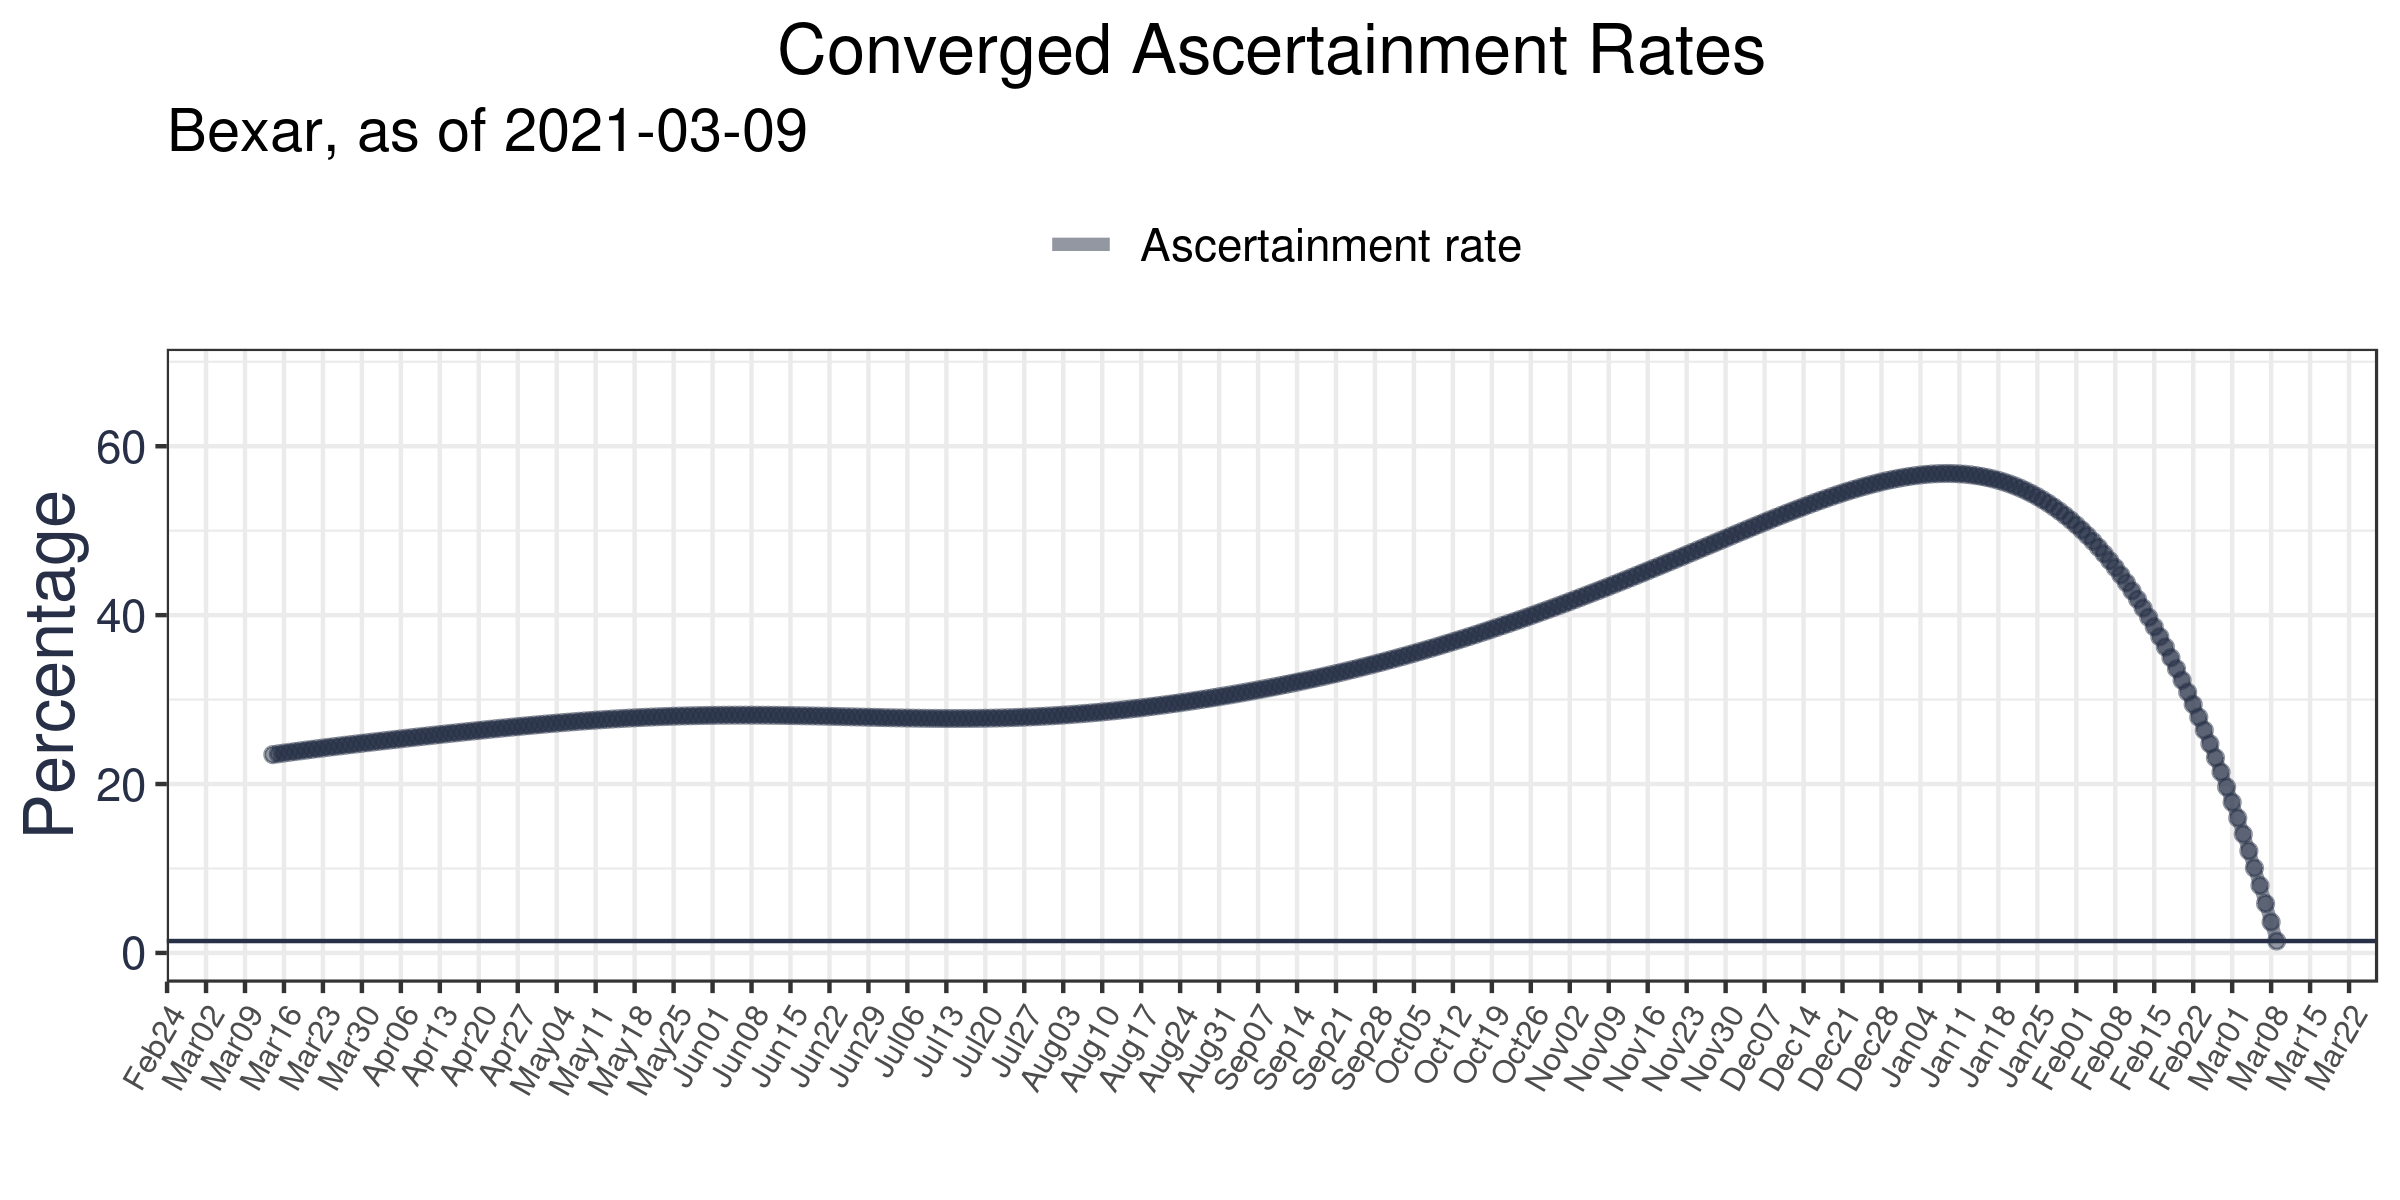 Converged Ascertainment Rates
Bexar, as of 2021-03-09
Ascertainment rate
Percentage
60
40
20
0
Feb24 Mar02 Mar09 Mar16 Mar23 Mar30 Apr06 Apr13 Apr20 Apr27 May04 May11 May18 May25 Jun01 Jun08 Jun15 Jun22 Jun29 Jul06 Jul13 Jul20 Jul27 Aug03 Aug10 Aug17 Aug24 Aug31 Sep07 Sep14 Sep21 Sep28 Oct05 Oct12 Oct19 Oct26 Nov02 Nov09 Nov16 Nov23 Nov30 Dec07 Dec14 Dec21 Dec28 Jan04 Jan11 Jan18 Jan25 Feb01 Feb08 Feb15 Feb22 Mar01 Mar08 Mar15 Mar22